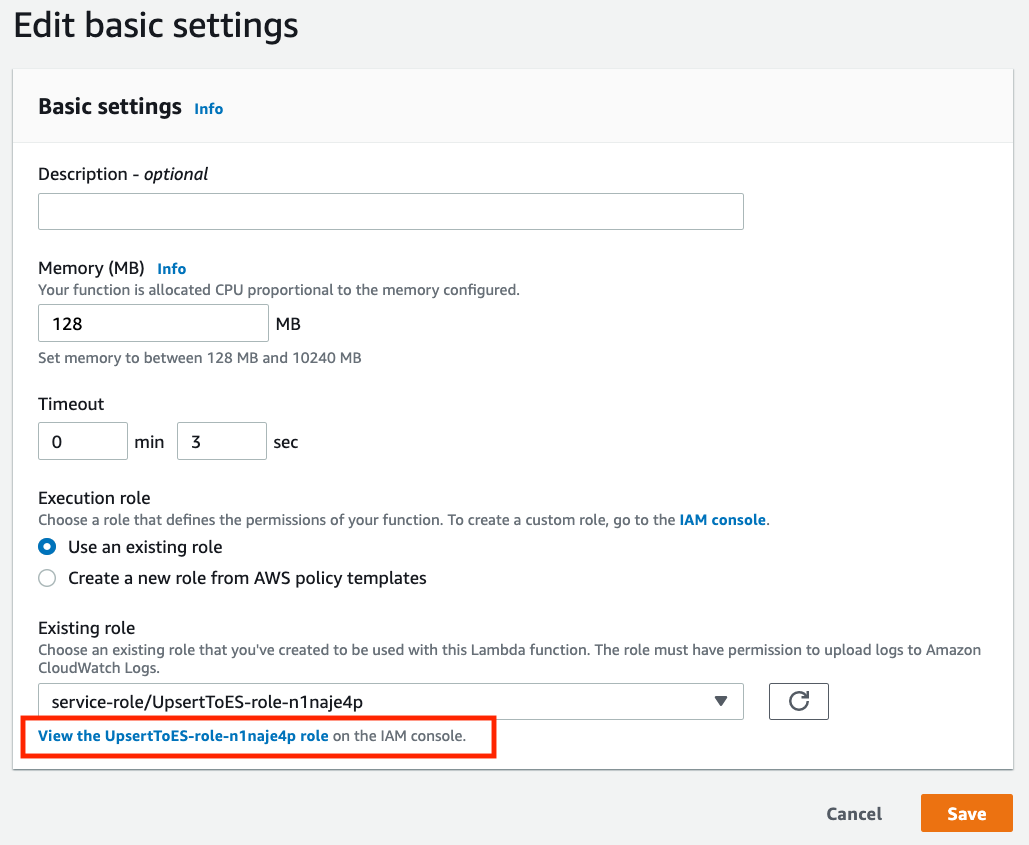 Edit basic settings
Basic settings Info
Description - optional
Memory (MB) Info
Your function is allocated CPU proportional to the memory configured.
128 MB
Set memory to between 128 MB and 10240 MB
Timeout
0 min 3 sec
Execution role
Choose a role that defines the permissions of your function. To create a custom role, go to the IAM console.
Use an existing role
Create a new role from AWS policy templates
Existing role
Choose an existing role that you've created to be used with this Lambda function. The role must have permission to upload logs to Amazon
CloudWatch Logs.
service-role/UpsertToES-role-n1naje4p
View the UpsertToES-role-n1naje4p role on the IAM console.
Cancel Save